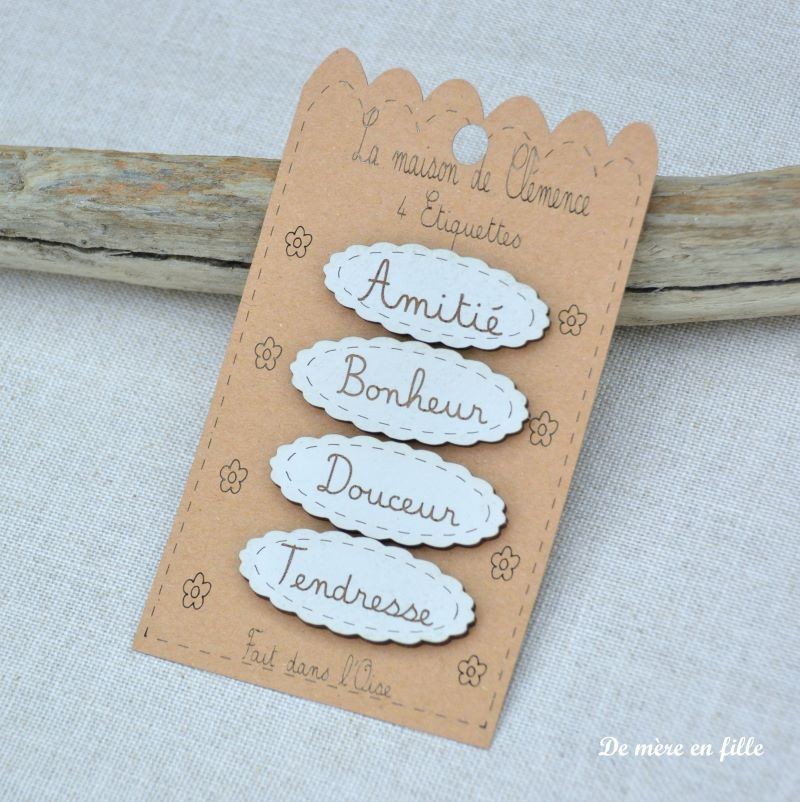 La maison de Clémence
4 Etiquettes
Amitié
Bonheur
Douceur
Tendresse
Fait dans l'Oise
De mère en fille